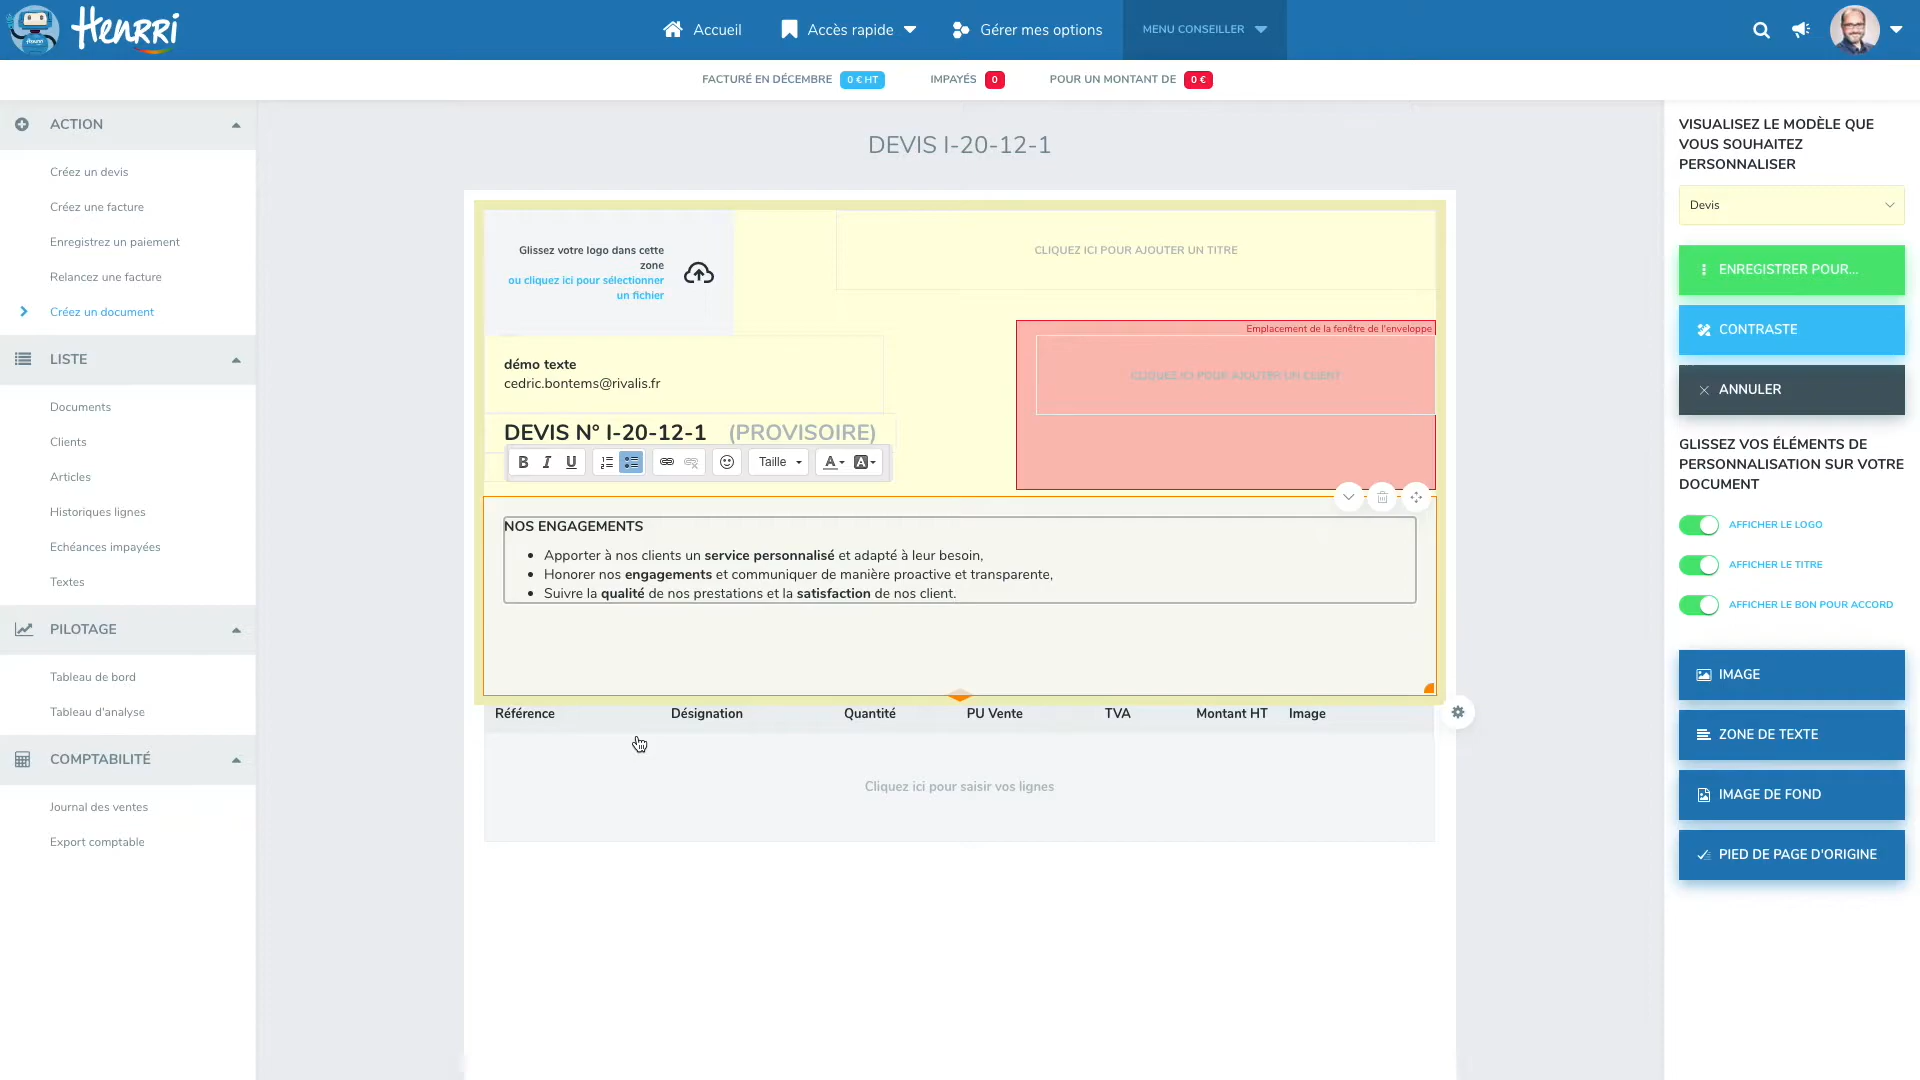 Henrri
Accueil
Accès rapide
Gérer mes options
MENU CONSEILLER
FACTURÉ EN DÉCEMBRE 0 € HT
IMPAYÉS 0
POUR UN MONTANT DE 0 €
ACTION
Créez un devis
Créez une facture
Enregistrez un paiement
Relancez une facture
Créez un document
LISTE
Documents
Clients
Articles
Historiques lignes
Echéances impayées
Textes
PILOTAGE
Tableau de bord
Tableau d'analyse
COMPTABILITÉ
Journal des ventes
Export comptable
DEVIS I-20-12-1
Glissez votre logo dans cette
zone
ou cliquez ici pour sélectionner
un fichier
CLIQUEZ ICI POUR AJOUTER UN TITRE
Emplacement de la fenêtre de l'enveloppe
CLIQUEZ ICI POUR AJOUTER UN CLIENT
démo texte
cedric.bontems@rivalis.fr
DEVIS N° I-20-12-1 (PROVISOIRE)
B I U Taille A A
NOS ENGAGEMENTS
• Apporter à nos clients un service personnalisé et adapté à leur besoin,
• Honorer nos engagements et communiquer de manière proactive et transparente,
• Suivre la qualité de nos prestations et la satisfaction de nos client.
Référence Désignation Quantité PU Vente TVA Montant HT Image
Cliquez ici pour saisir vos lignes
VISUALISEZ LE MODÈLE QUE
VOUS SOUHAITEZ
PERSONNALISER
Devis
ENREGISTRER POUR...
CONTRASTE
ANNULER
GLISSEZ VOS ÉLÉMENTS DE
PERSONNALISATION SUR VOTRE
DOCUMENT
AFFICHER LE LOGO
AFFICHER LE TITRE
AFFICHER LE BON POUR ACCORD
IMAGE
ZONE DE TEXTE
IMAGE DE FOND
PIED DE PAGE D'ORIGINE